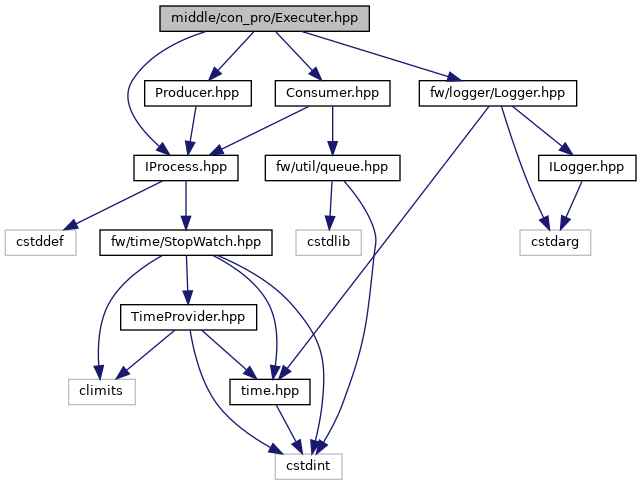 middle/con_pro/Executer.hpp
Producer.hpp
Consumer.hpp
fw/logger/Logger.hpp
IProcess.hpp
fw/util/queue.hpp
ILogger.hpp
cstddef
fw/time/StopWatch.hpp
cstdlib
cstdarg
TimeProvider.hpp
climits
time.hpp
cstdint